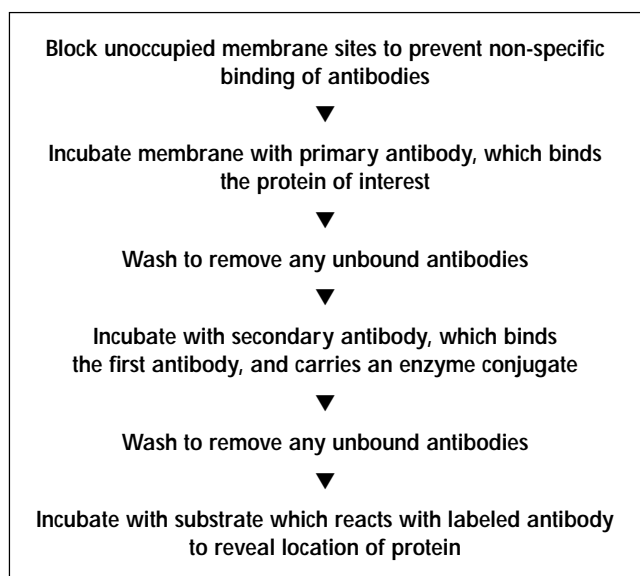 Block unoccupied membrane sites to prevent non-specific
binding of antibodies
▼
Incubate membrane with primary antibody, which binds
the protein of interest
▼
Wash to remove any unbound antibodies
▼
Incubate with secondary antibody, which binds
the first antibody, and carries an enzyme conjugate
▼
Wash to remove any unbound antibodies
▼
Incubate with substrate which reacts with labeled antibody
to reveal location of protein